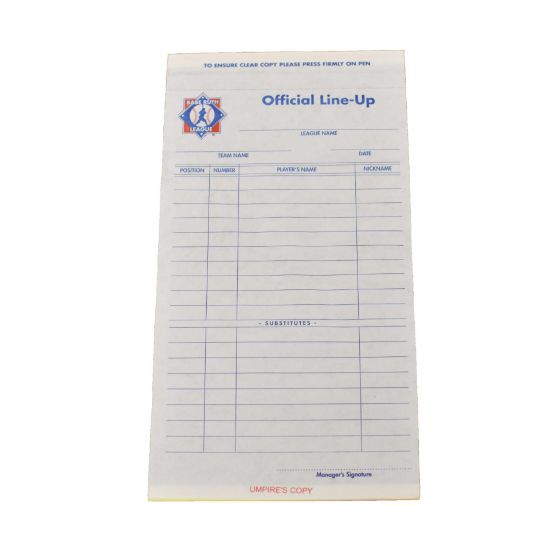 TO ENSURE CLEAR COPY PLEASE PRESS FIRMLY ON PEN
Official Line-Up
BABE RUTH
LEAGUE
LEAGUE NAME
TEAM NAME DATE
POSITION NUMBER PLAYER'S NAME NICKNAME
- SUBSTITUTES -
Manager's Signature
UMPIRE'S COPY